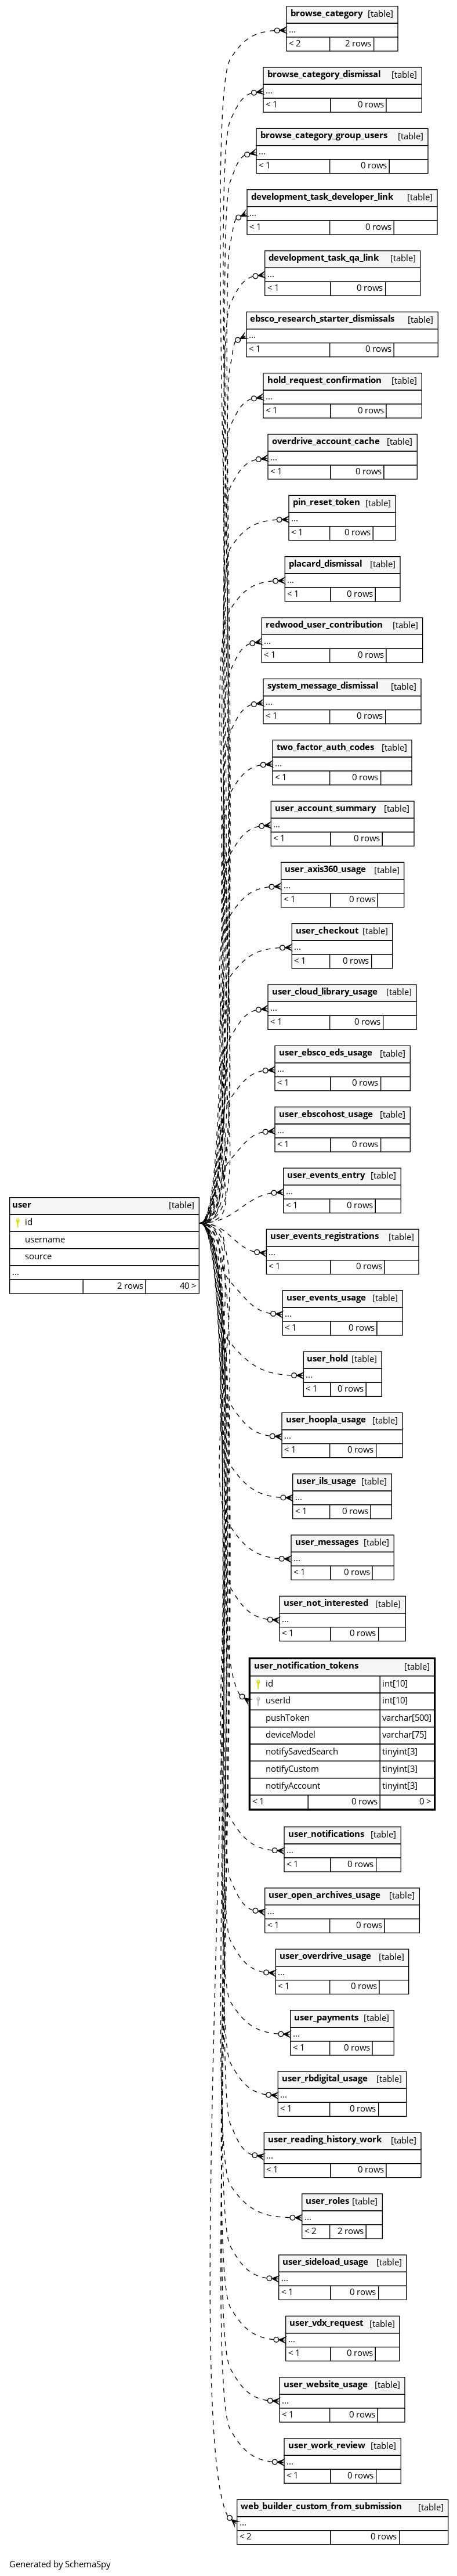 browse_category [table]
...
< 2 2 rows
browse_category_dismissal [table]
...
< 1 0 rows
browse_category_group_users [table]
...
< 1 0 rows
development_task_developer_link [table]
...
< 1 0 rows
development_task_qa_link [table]
...
< 1 0 rows
ebsco_research_starter_dismissals [table]
...
< 1 0 rows
hold_request_confirmation [table]
...
< 1 0 rows
overdrive_account_cache [table]
...
< 1 0 rows
pin_reset_token [table]
...
< 1 0 rows
placard_dismissal [table]
...
< 1 0 rows
redwood_user_contribution [table]
...
< 1 0 rows
system_message_dismissal [table]
...
< 1 0 rows
two_factor_auth_codes [table]
...
< 1 0 rows
user_account_summary [table]
...
< 1 0 rows
user_axis360_usage [table]
...
< 1 0 rows
user_checkout [table]
...
< 1 0 rows
user_cloud_library_usage [table]
...
< 1 0 rows
user_ebsco_eds_usage [table]
...
< 1 0 rows
user_ebscohost_usage [table]
...
< 1 0 rows
user_events_entry [table]
...
< 1 0 rows
user [table]
id
username
source
...
2 rows 40 >
user_events_registrations [table]
...
< 1 0 rows
user_events_usage [table]
...
< 1 0 rows
user_hold [table]
...
< 1 0 rows
user_hoopla_usage [table]
...
< 1 0 rows
user_ils_usage [table]
...
< 1 0 rows
user_messages [table]
...
< 1 0 rows
user_not_interested [table]
...
< 1 0 rows
user_notification_tokens [table]
id int[10]
userId int[10]
pushToken varchar[500]
deviceModel varchar[75]
notifySavedSearch tinyint[3]
notifyCustom tinyint[3]
notifyAccount tinyint[3]
< 1 0 rows 0 >
user_notifications [table]
...
< 1 0 rows
user_open_archives_usage [table]
...
< 1 0 rows
user_overdrive_usage [table]
...
< 1 0 rows
user_payments [table]
...
< 1 0 rows
user_rbdigital_usage [table]
...
< 1 0 rows
user_reading_history_work [table]
...
< 1 0 rows
user_roles [table]
...
< 2 2 rows
user_sideload_usage [table]
...
< 1 0 rows
user_vdx_request [table]
...
< 1 0 rows
user_website_usage [table]
...
< 1 0 rows
user_work_review [table]
...
< 1 0 rows
web_builder_custom_from_submission [table]
...
< 2 0 rows
Generated by SchemaSpy